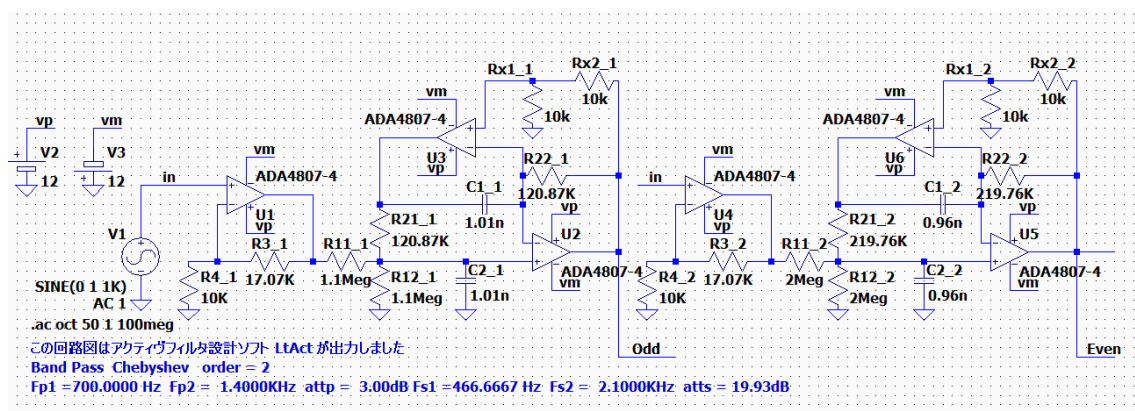 Rx1_1
Rx2_1
10k
10k
vm
ADA4807-4
U3
vp
R22_1
120.87K
C1_1
1.01n
R21_1
120.87K
vp
U2
ADA4807-4
vm
vp
V2
12
vm
V3
12
in
vm
ADA4807-4
U1
vp
V1
SINE(0 1 1K)
AC 1
R4_1
10K
R3_1
17.07K
R11_1
1.1Meg
R12_1
1.1Meg
C2_1
1.01n
Odd
Rx1_2
Rx2_2
10k
10k
vm
ADA4807-4
U6
vp
R22_2
219.76K
C1_2
0.96n
R21_2
219.76K
vp
U5
ADA4807-4
vm
in
vm
ADA4807-4
U4
vp
R4_2
10K
R3_2
17.07K
R11_2
2Meg
R12_2
2Meg
C2_2
0.96n
Even
.ac oct 50 1 100meg
この回路図はアクティヴフィルタ設計ソフト LtAct が出力しました
Band Pass Chebyshev order = 2
Fp1 =700.0000 Hz Fp2 = 1.4000KHz attp = 3.00dB Fs1 =466.6667 Hz Fs2 = 2.1000KHz atts = 19.93dB